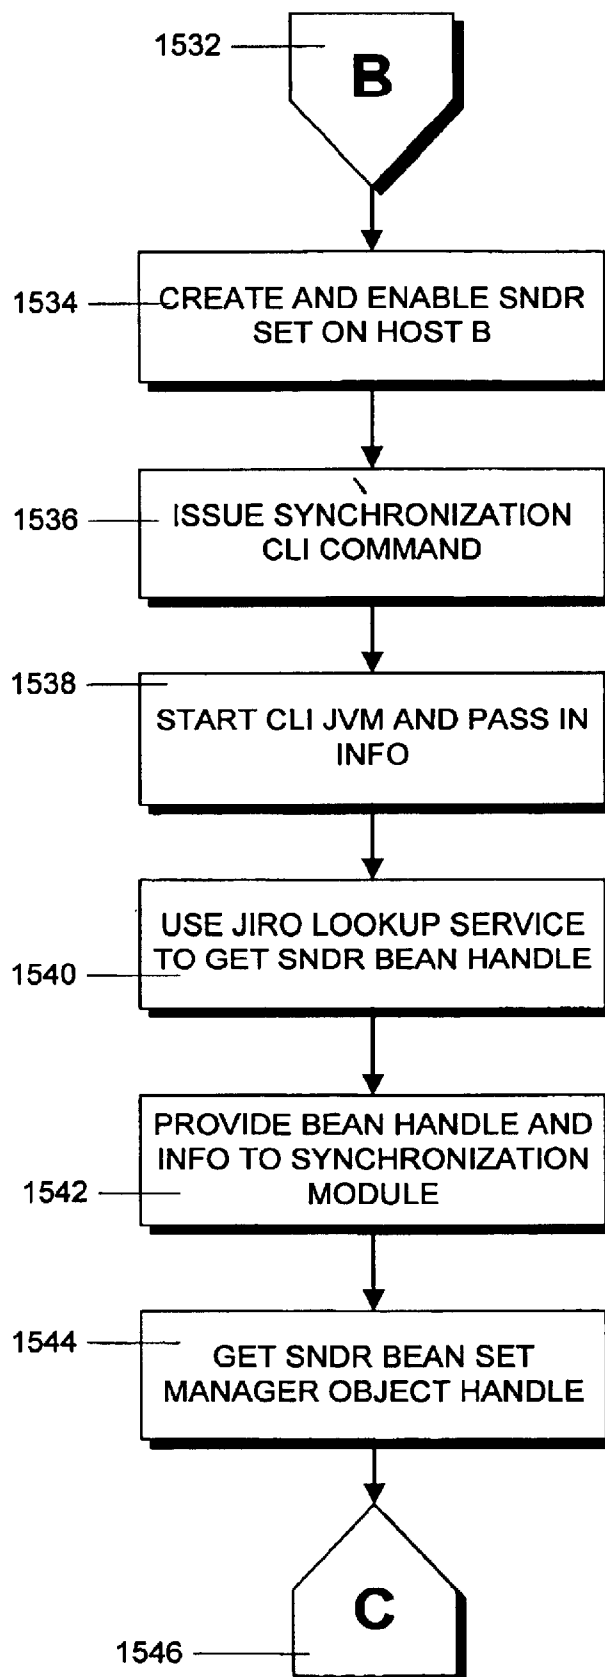 1532
B
1534
CREATE AND ENABLE SNDR
SET ON HOST B
1536
ISSUE SYNCHRONIZATION
CLI COMMAND
1538
START CLI JVM AND PASS IN
INFO
1540
USE JIRO LOOKUP SERVICE
TO GET SNDR BEAN HANDLE
1542
PROVIDE BEAN HANDLE AND
INFO TO SYNCHRONIZATION
MODULE
1544
GET SNDR BEAN SET
MANAGER OBJECT HANDLE
C
1546